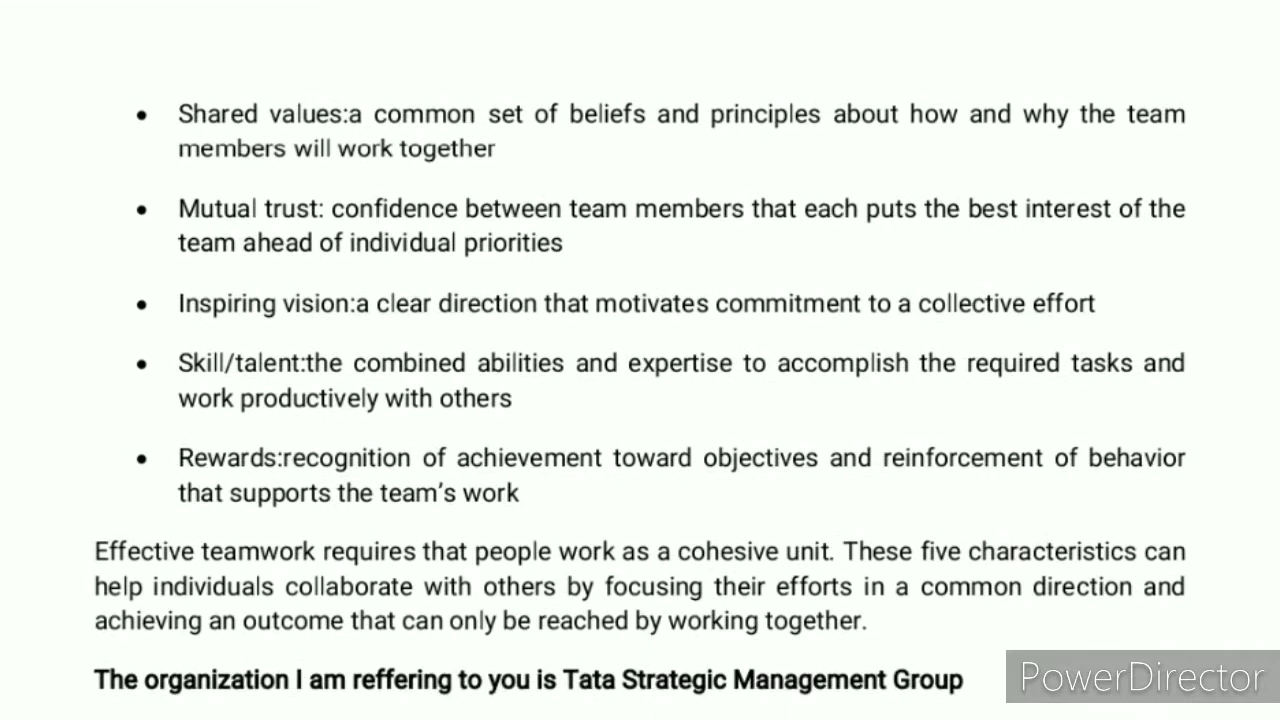 • Shared values:a common set of beliefs and principles about how and why the team
members will work together
• Mutual trust: confidence between team members that each puts the best interest of the
team ahead of individual priorities
• Inspiring vision:a clear direction that motivates commitment to a collective effort
• Skill/talent:the combined abilities and expertise to accomplish the required tasks and
work productively with others
• Rewards:recognition of achievement toward objectives and reinforcement of behavior
that supports the team’s work
Effective teamwork requires that people work as a cohesive unit. These five characteristics can
help individuals collaborate with others by focusing their efforts in a common direction and
achieving an outcome that can only be reached by working together.
The organization I am reffering to you is Tata Strategic Management Group
PowerDirector